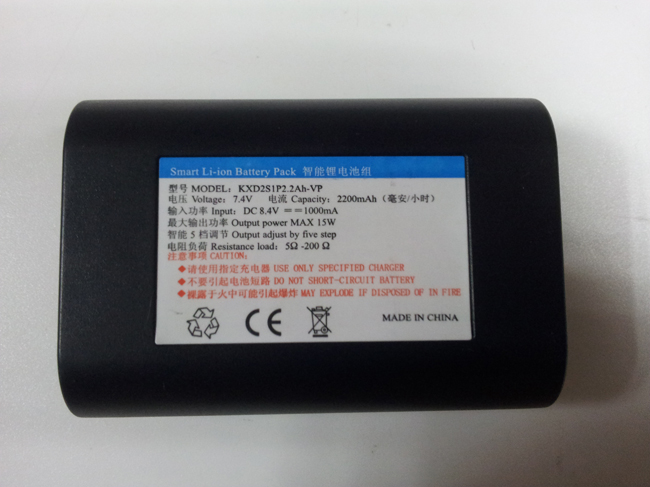 Smart Li-ion Battery Pack 智能锂电池组
型号 MODEL: KXD2S1P2.2Ah-VP
电压 Voltage: 7.4V 电流 Capacity: 2200mAh (毫安/小时)
输入功率 Input: DC 8.4V ⎓⎓1000mA
最大输出功率 Output power MAX 15W
智能 5 档调节 Output adjust by five step
电阻负荷 Resistance load: 5Ω -200 Ω
注意事项 CAUTION:
◆请使用指定充电器 USE ONLY SPECIFIED CHARGER
◆不要引起电池短路 DO NOT SHORT-CIRCUIT BATTERY
◆裸露于火中可能引起爆炸 MAY EXPLODE IF DISPOSED OF IN FIRE
CE
MADE IN CHINA